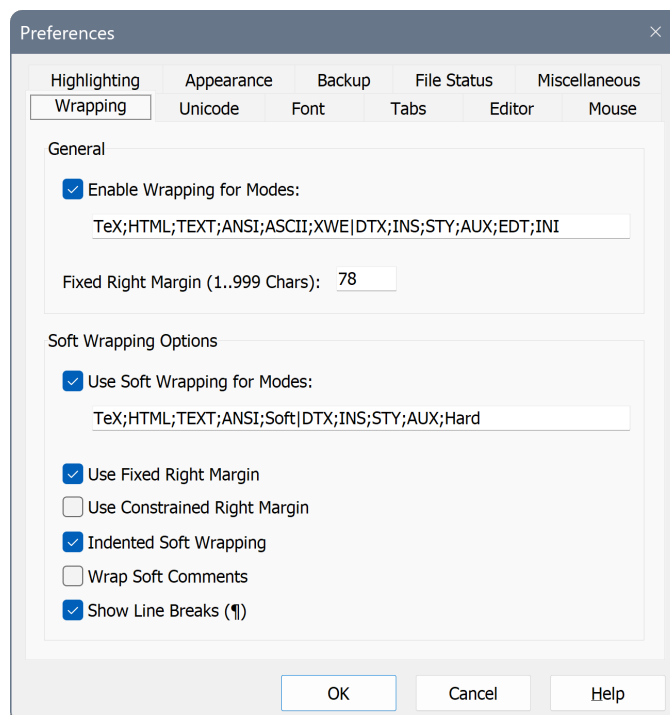 Preferences
Highlighting Appearance Backup File Status Miscellaneous
Wrapping Unicode Font Tabs Editor Mouse
General
Enable Wrapping for Modes:
TeX;HTML;TEXT;ANSI;ASCII;XWE|DTX;INS;STY;AUX;EDT;INI
Fixed Right Margin (1..999 Chars): 78
Soft Wrapping Options
Use Soft Wrapping for Modes:
TeX;HTML;TEXT;ANSI;Soft|DTX;INS;STY;AUX;Hard
Use Fixed Right Margin
Use Constrained Right Margin
Indented Soft Wrapping
Wrap Soft Comments
Show Line Breaks (¶)
OK Cancel Help